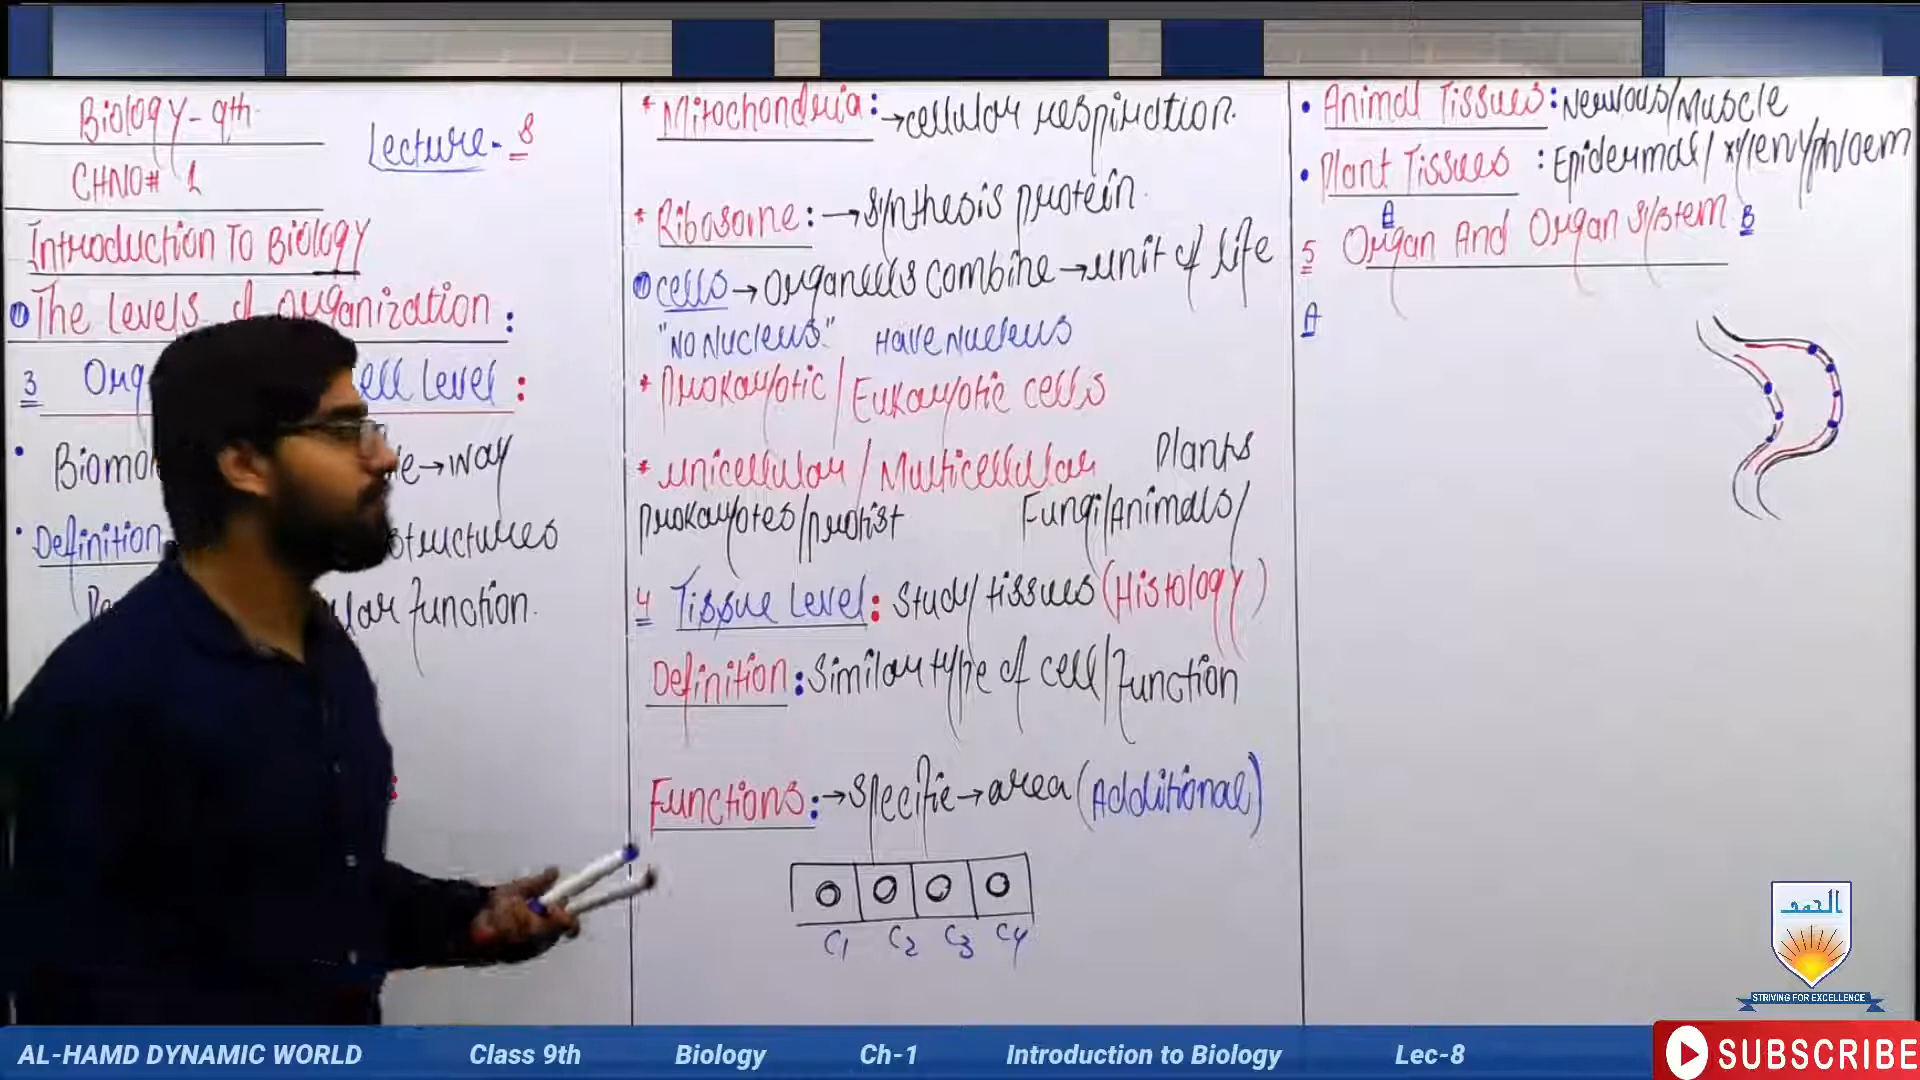 Biology-9th
Lecture-8
CHNO# 1
Introduction To Biology
The Levels of organization:
3 Cell Level:
way
Definition structures
function.
* Mitochondria: →cellular respiration.
* Ribosome: →synthesis protein.
cells→organells combine→unit of life
"No Nucleus" Have nucleus
* Prokaryotic/Eukaryotic cells
* unicellular/Multicellular Plants
prokaryotes/protist Fungi/Animals/
4 Tissue Level: Study/tissues (Histology)
Definition: Similar type of cell/function
Functions: →specific→area (Additional)
C1 C2 C3 C4
• Animal Tissues: Nervous/Muscle
• Plant Tissues: Epidermal/xylem/phloem
A
5 Organ And Organ System B
A
الحمد
STRIVING FOR EXCELLENCE
AL-HAMD DYNAMIC WORLD Class 9th Biology Ch-1 Introduction to Biology Lec-8
SUBSCRIBE